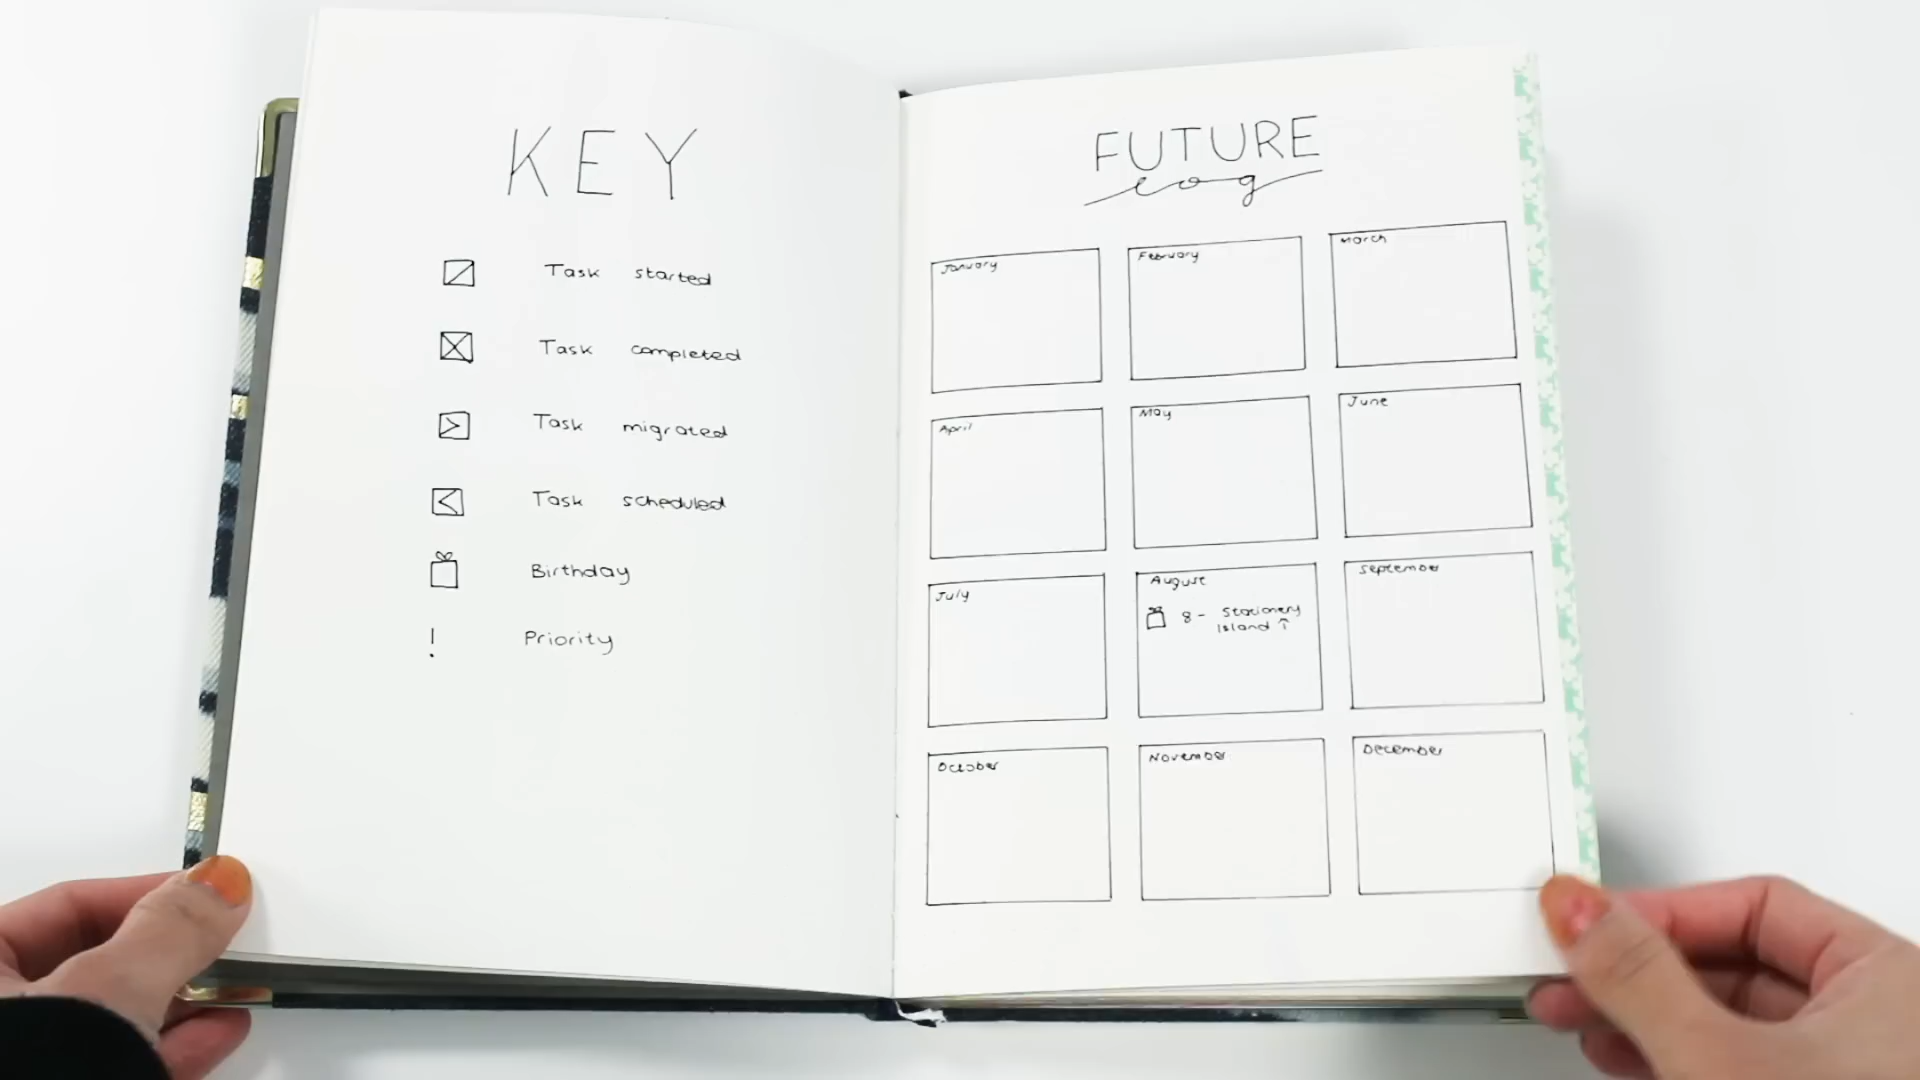 KEY
Task started
Task completed
Task migrated
Task scheduled
Birthday
! Priority
FUTURE
log
January
February
March
April
May
June
July
August
8 - Stationery
Island ↑
September
October
November
December